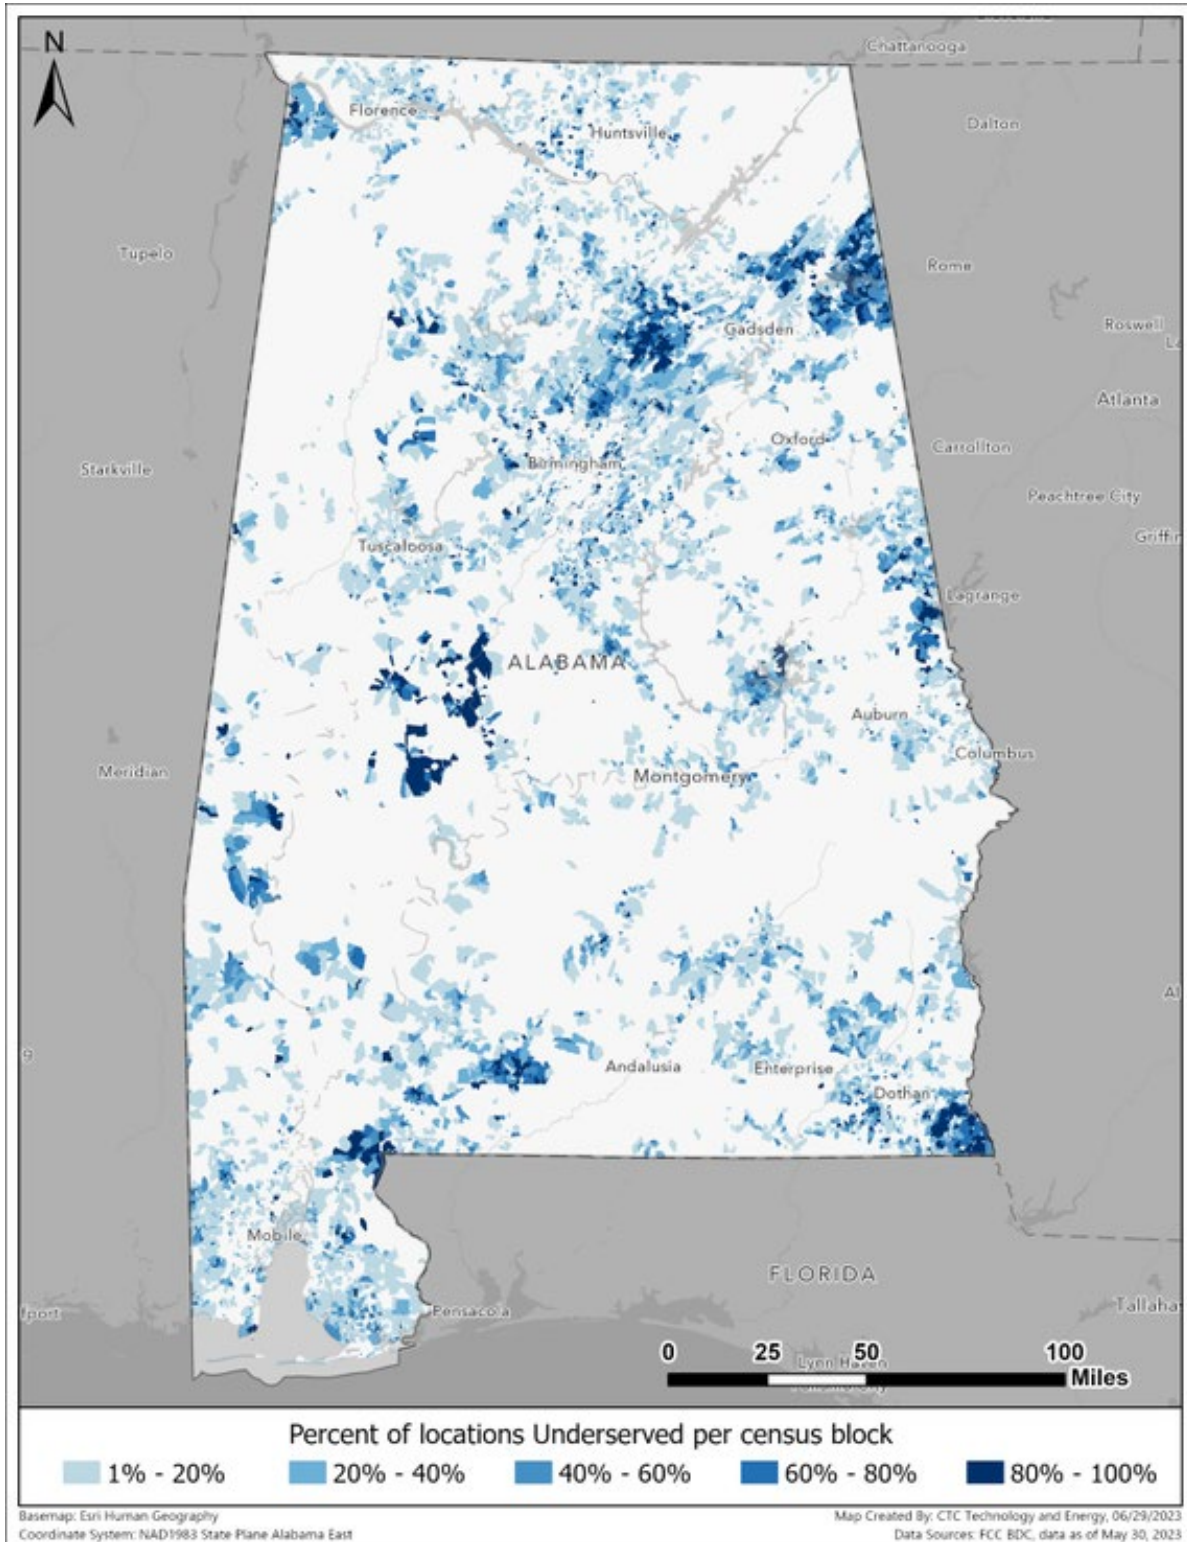 N
Chattanooga
Florence
Huntsville
Dalton
Tupelo
Rome
Gadsden
Roswell
Atlanta
Oxford
Carrollton
Starkville
Birmingham
Peachtree City
Griffin
Tuscaloosa
Lagrange
ALABAMA
Auburn
Columbus
Meridian
Montgomery
Al
9
Andalusia
Enterprise
Dothan
Mobile
FLORIDA
fport
Pensacola
Tallaha
0 25 50 100
Lynn Haven
Miles
Percent of locations Underserved per census block
1% - 20% 20% - 40% 40% - 60% 60% - 80% 80% - 100%
Basemap: Esri Human Geography
Map Created By: CTC Technology and Energy, 06/29/2023
Coordinate System: NAD1983 State Plane Alabama East
Data Sources: FCC BDC, data as of May 30, 2023